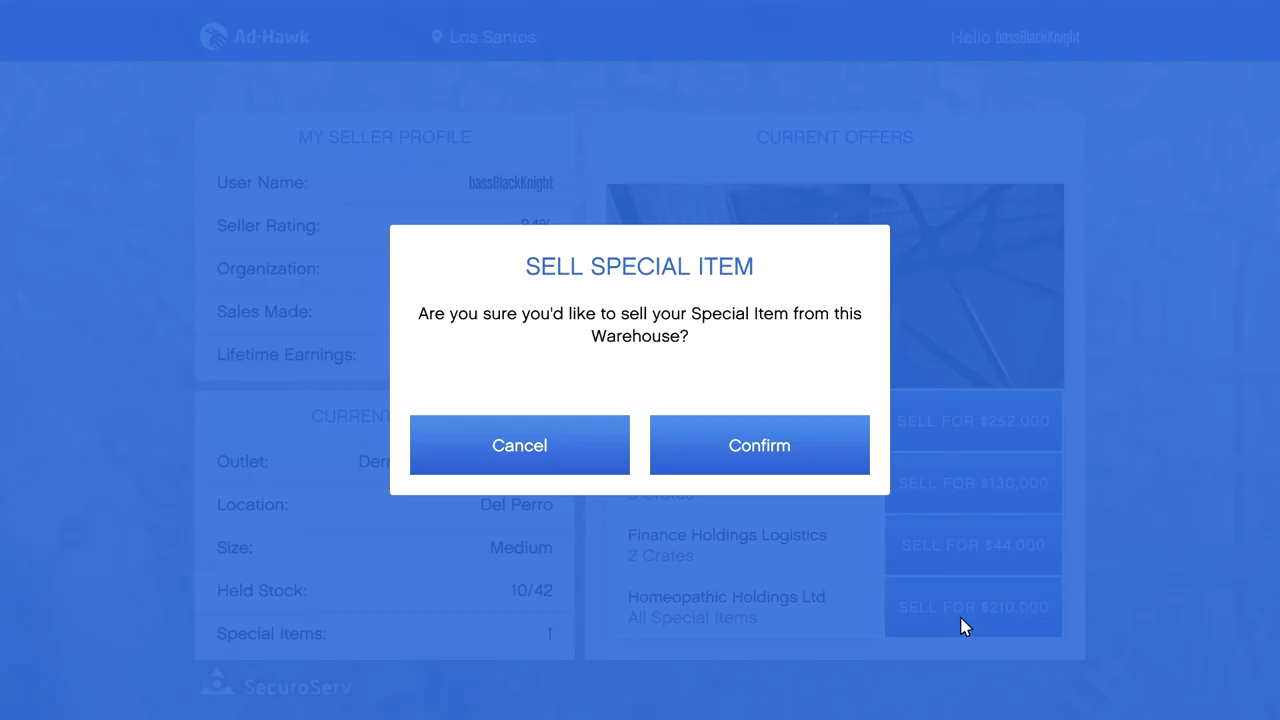 Ad-Hawk
Los Santos
Hello bassBlackKnight
MY SELLER PROFILE
User Name: bassBlackKnight
Seller Rating: 84%
Organization:
Sales Made:
Lifetime Earnings:
CURRENT
Outlet:
Location: Del Perro
Size: Medium
Held Stock: 10/42
Special Items: 1
SecuroServ
CURRENT OFFERS
SELL FOR $252,000
SELL FOR $130,000
Crates
Finance Holdings Logistics
2 Crates
SELL FOR $44,000
Homeopathic Holdings Ltd
All Special items
SELL FOR $210,000
SELL SPECIAL ITEM
Are you sure you'd like to sell your Special Item from this
Warehouse?
Cancel
Confirm